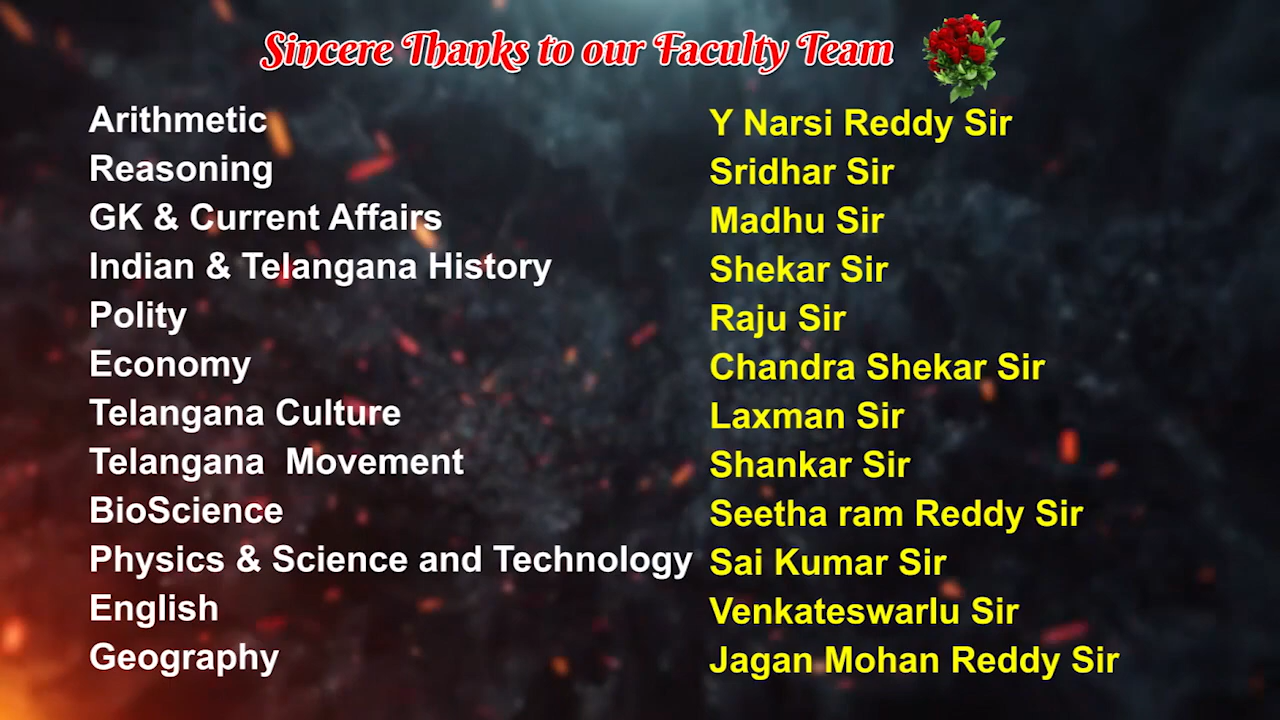 Sincere Thanks to our Faculty Team
Arithmetic Y Narsi Reddy Sir
Reasoning Sridhar Sir
GK & Current Affairs Madhu Sir
Indian & Telangana History Shekar Sir
Polity Raju Sir
Economy Chandra Shekar Sir
Telangana Culture Laxman Sir
Telangana  Movement Shankar Sir
BioScience Seetha ram Reddy Sir
Physics & Science and Technology Sai Kumar Sir
English Venkateswarlu Sir
Geography Jagan Mohan Reddy Sir